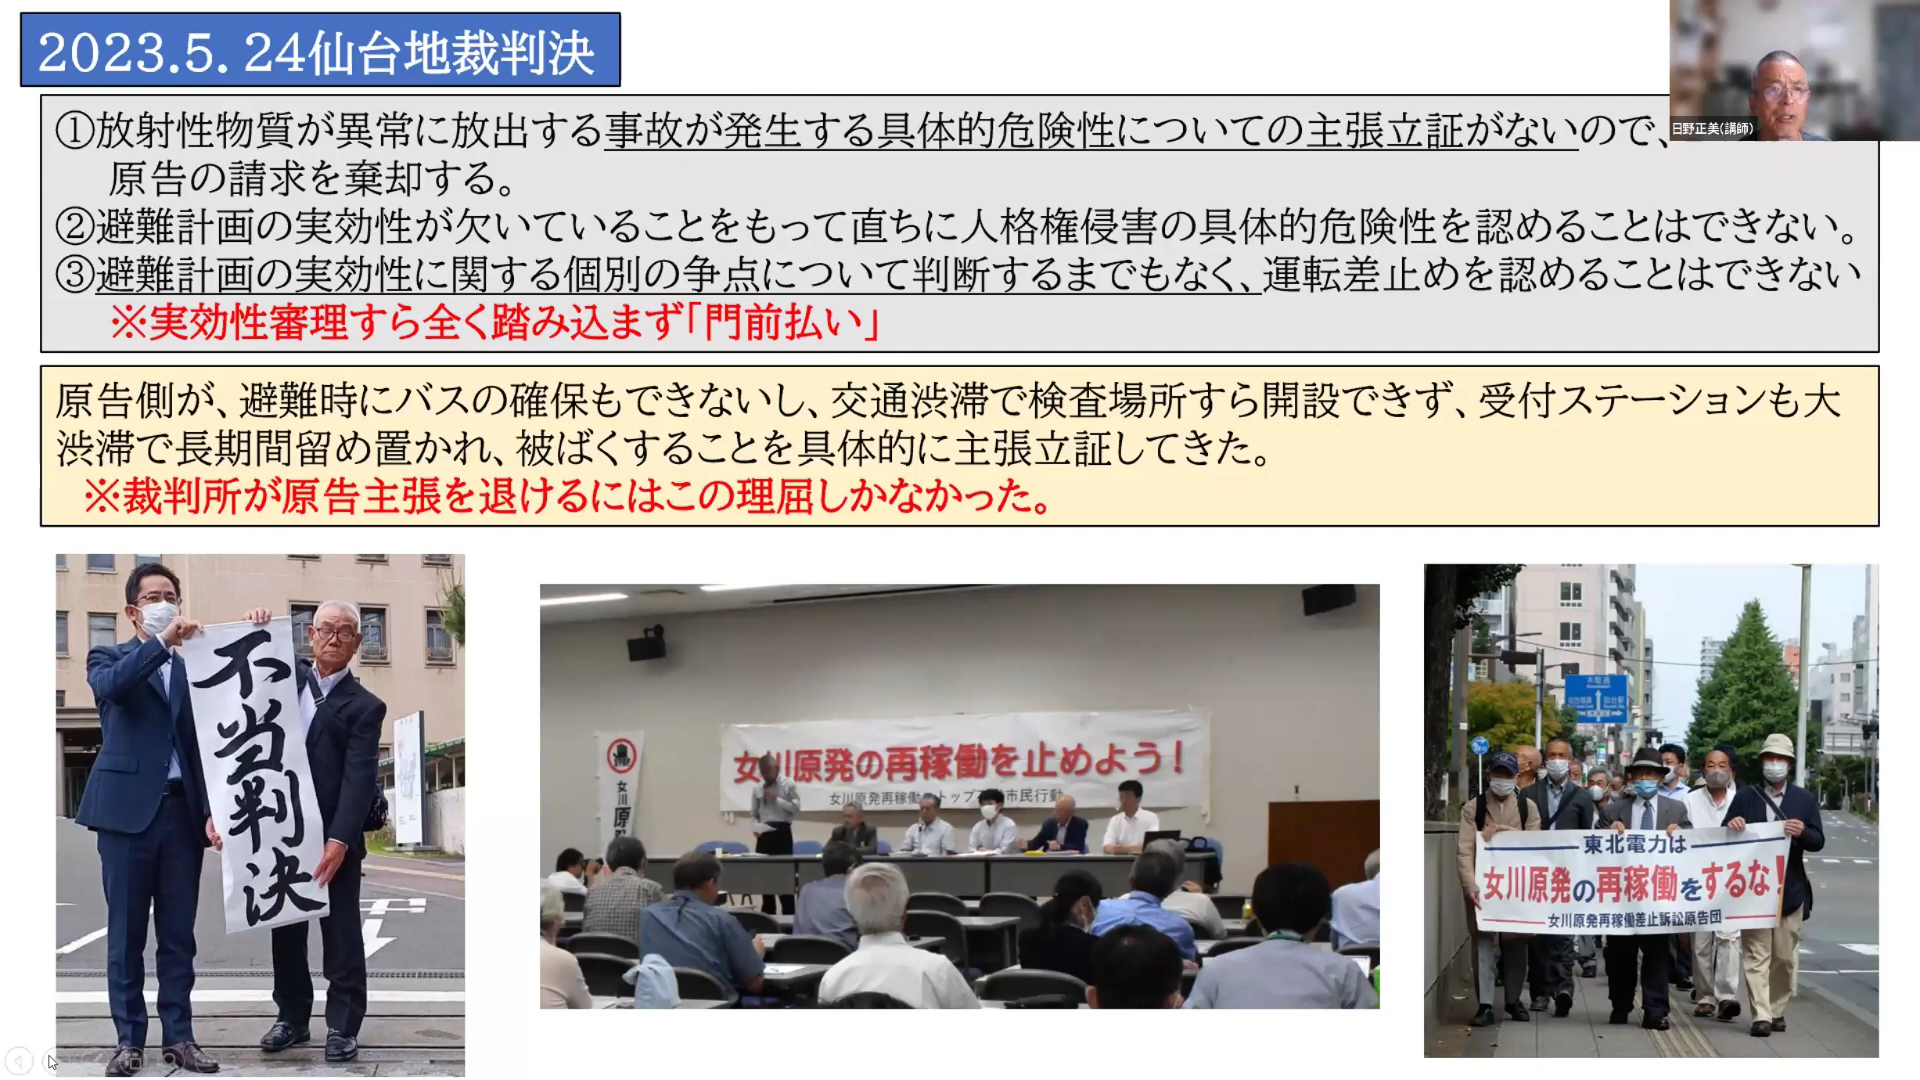 2023.5.24仙台地裁判決
日野正美(講師)
①放射性物質が異常に放出する事故が発生する具体的危険性についての主張立証がないので、
原告の請求を棄却する。
②避難計画の実効性が欠いていることをもって直ちに人格権侵害の具体的危険性を認めることはできない。
③避難計画の実効性に関する個別の争点について判断するまでもなく、運転差止めを認めることはできない
※実効性審理すら全く踏み込まず「門前払い」
原告側が、避難時にバスの確保もできないし、交通渋滞で検査場所すら開設できず、受付ステーションも大
渋滞で長期間留め置かれ、被ばくすることを具体的に主張立証してきた。
※裁判所が原告主張を退けるにはこの理屈しかなかった。
不当判決
女川原発の再稼働を止めよう!
女川原発再稼働
トップ
市民行動
女川原
東北電力は
女川原発の再稼働をするな!
女川原発再稼働差止訴訟原告団